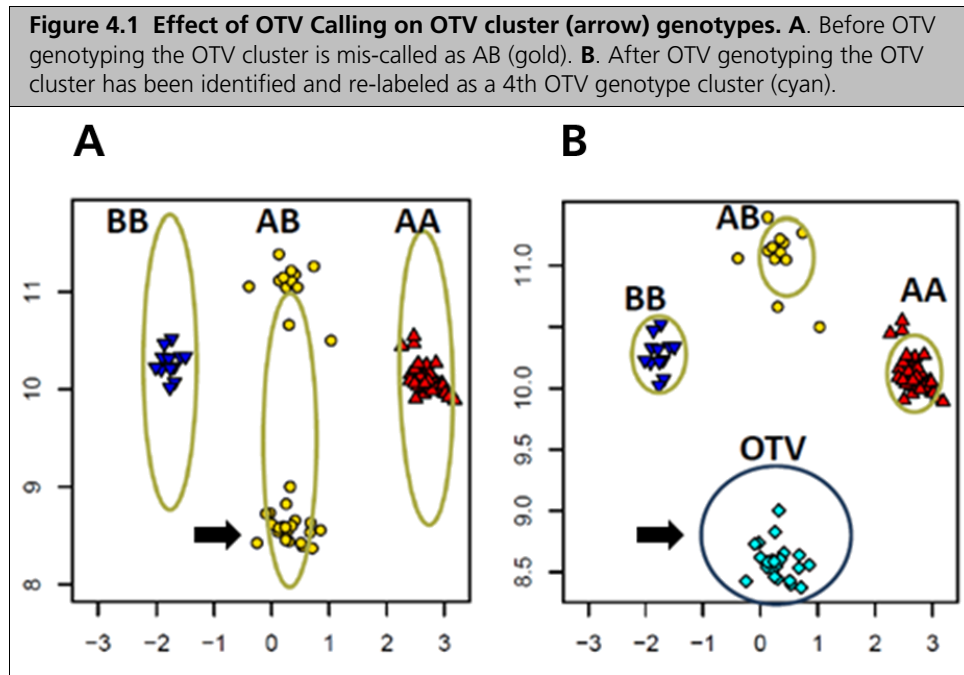 Figure 4.1 Effect of OTV Calling on OTV cluster (arrow) genotypes. A. Before OTV
genotyping the OTV cluster is mis-called as AB (gold). B. After OTV genotyping the OTV
cluster has been identified and re-labeled as a 4th OTV genotype cluster (cyan).
A
BB AB AA
11
10
9
8
−3 −2 −1 0 1 2 3
B
AB
BB
AA
OTV
11.0
10.0
9.5
9.0
8.5
−3 −2 −1 0 1 2 3